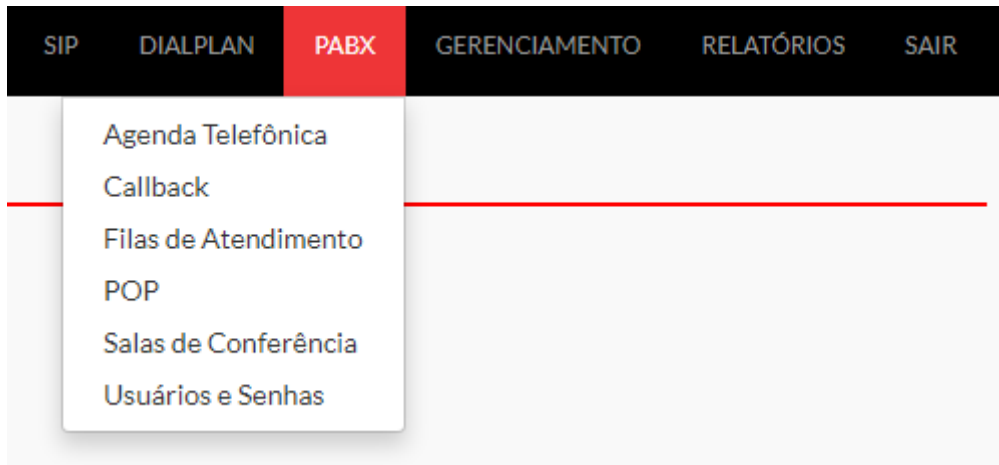 SIP DIALPLAN PABX GERENCIAMENTO RELATÓRIOS SAIR
Agenda Telefônica
Callback
Filas de Atendimento
POP
Salas de Conferência
Usuários e Senhas